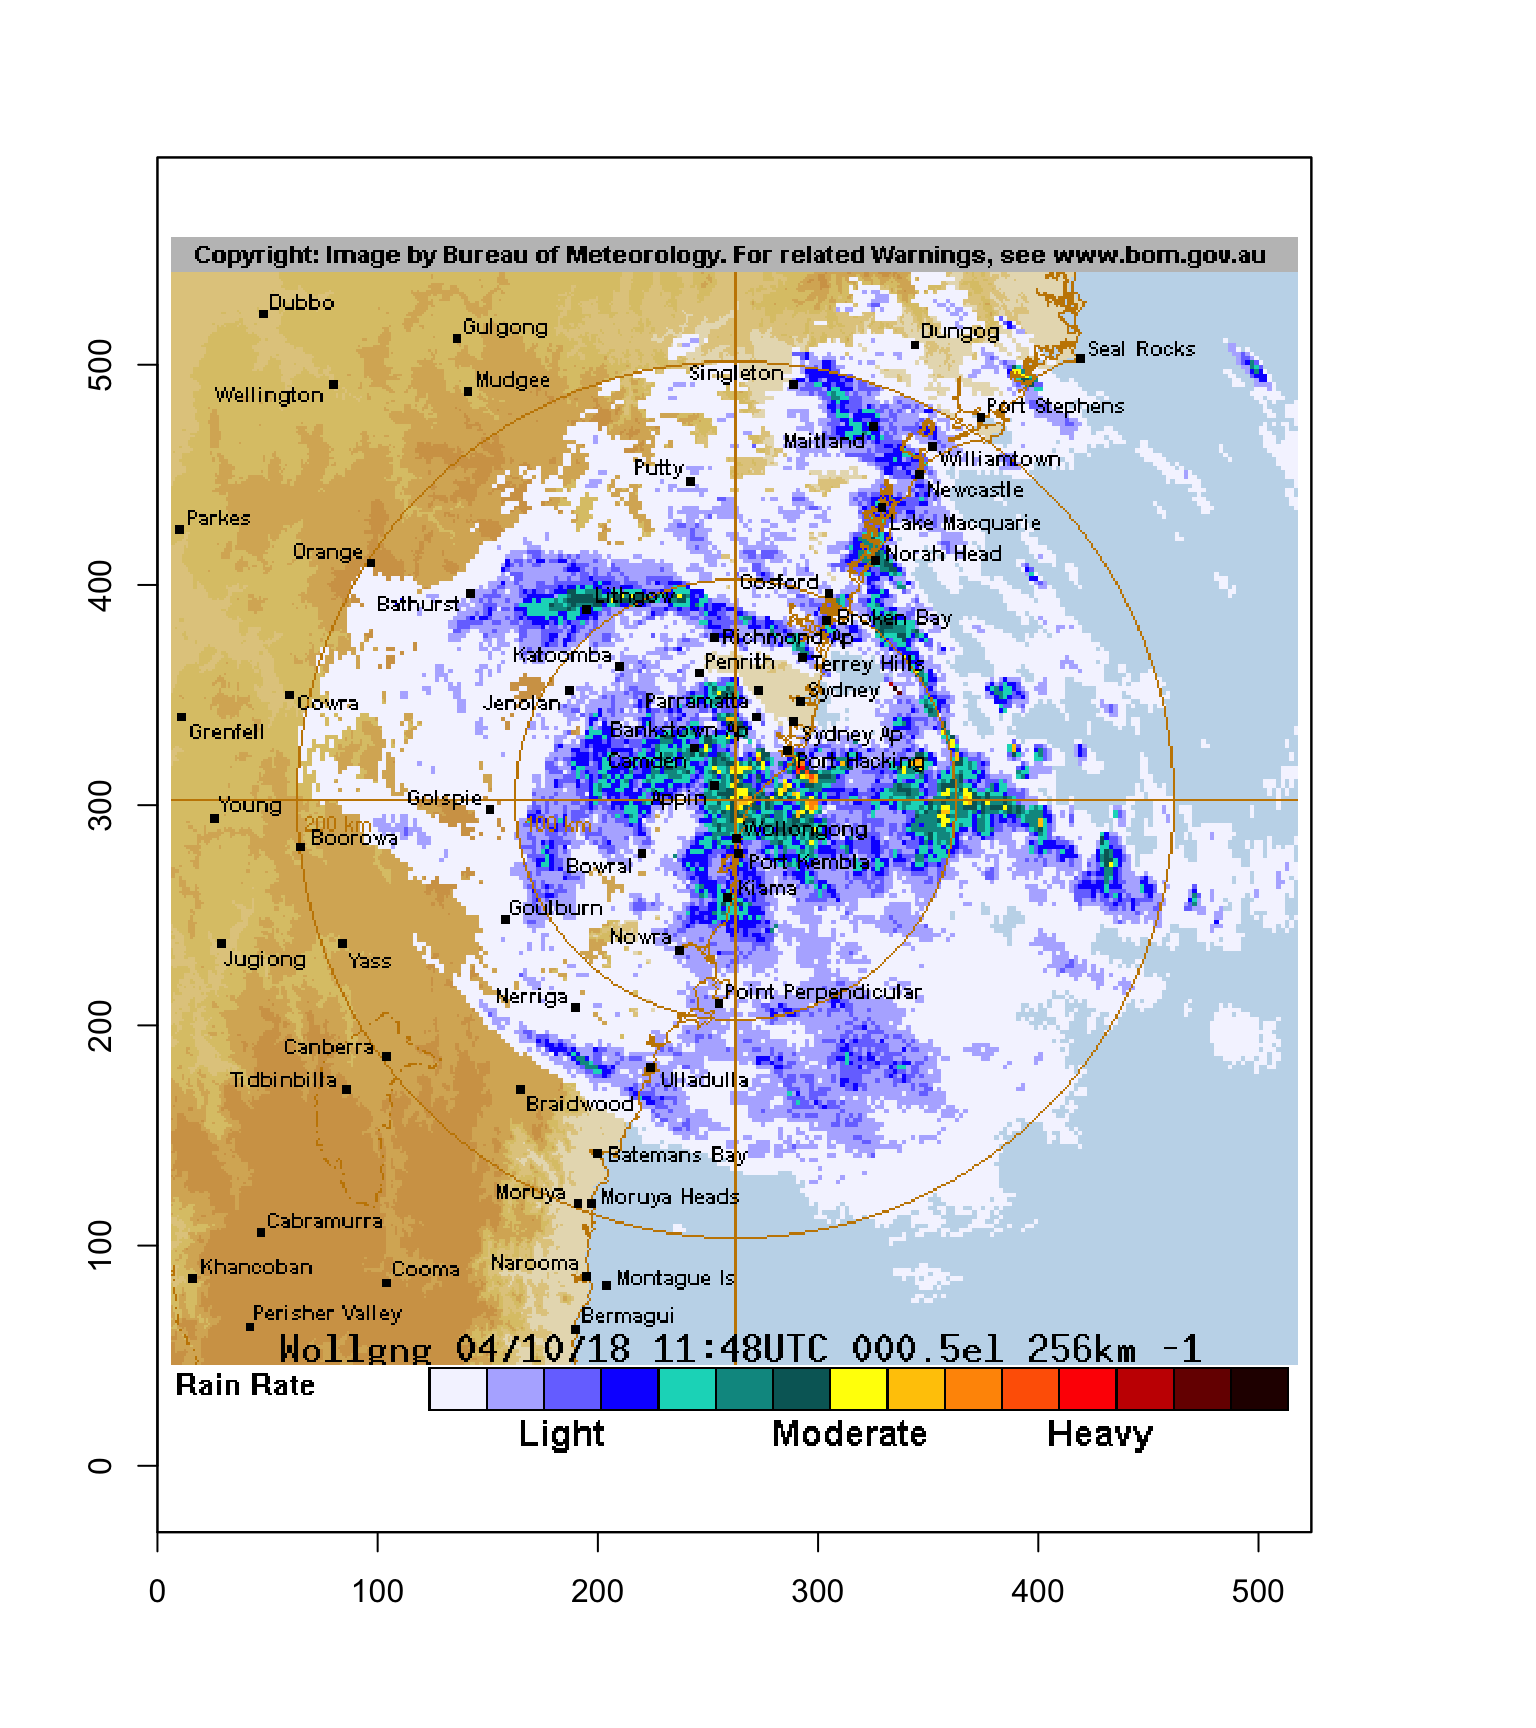 Copyright: Image by Bureau of Meteorology. For related Warnings, see www.bom.gov.au
Dubbo
Gulgong
Dungog
Seal Rocks
500
Singleton
Mudgee
Wellington
Port Stephens
Maitland
Williamtown
Putty
Newcastle
Parkes
Lake Macquarie
Orange
Norah Head
400
Gosford
Lithgow
Bathurst
Broken Bay
Richmond Ap
Katoomba
Penrith
Terrey Hills
Sydney
Cowra
Jenolan
Parramatta
Grenfell
Bankstown Ap
Sydney Ap
Camden
Port Hacking
300
Young
Golspie
Appin
200 km
100 km
Wollongong
Boorowa
Bowral
Port Kembla
Kiama
Goulburn
Nowra
Jugiong
Yass
Nerriga
Point Perpendicular
200
Canberra
Tidbinbilla
Ulladulla
Braidwood
Batemans Bay
Moruya
Moruya Heads
Cabramurra
100
Khancoban
Cooma
Narooma
Montague Is
Perisher Valley
Bermagui
Wollgng 04/10/18 11:48UTC 000.5el 256km -1
Rain Rate
Light Moderate Heavy
0
0 100 200 300 400 500